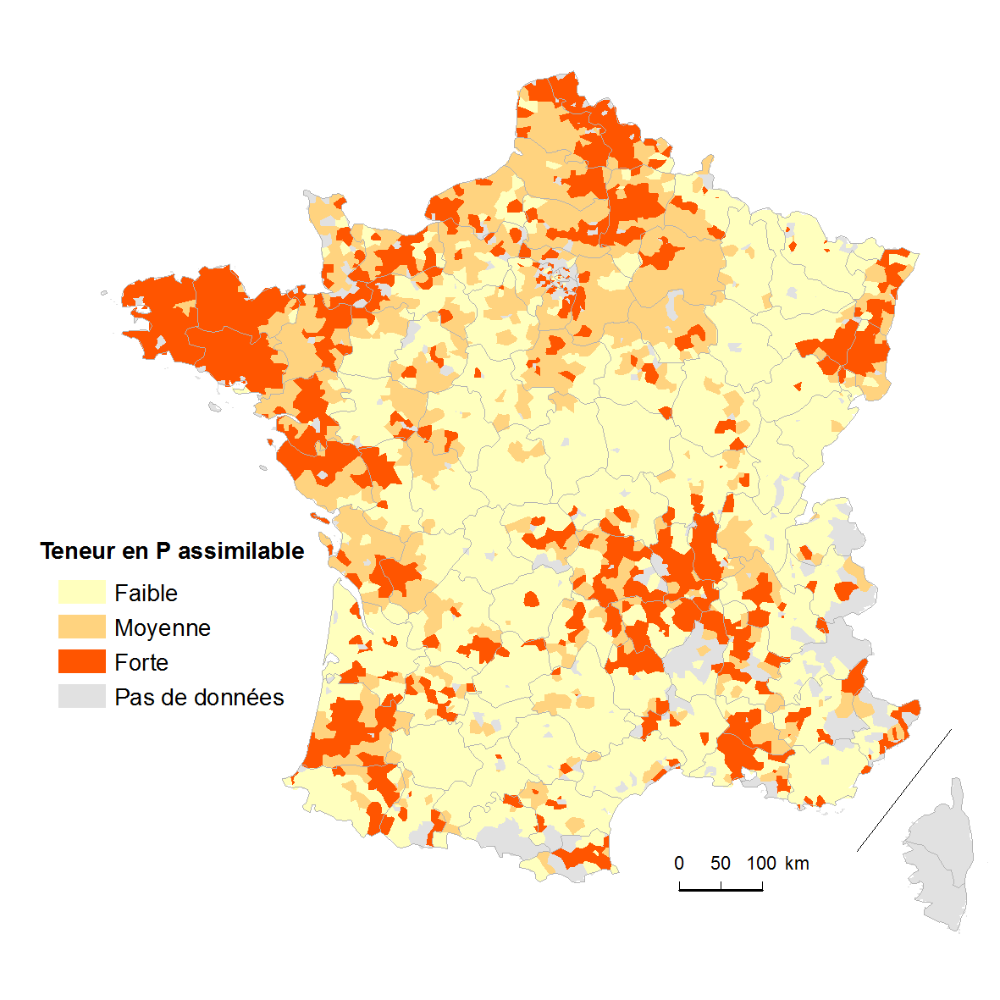 Teneur en P assimilable
Faible
Moyenne
Forte
Pas de données
0 50 100 km